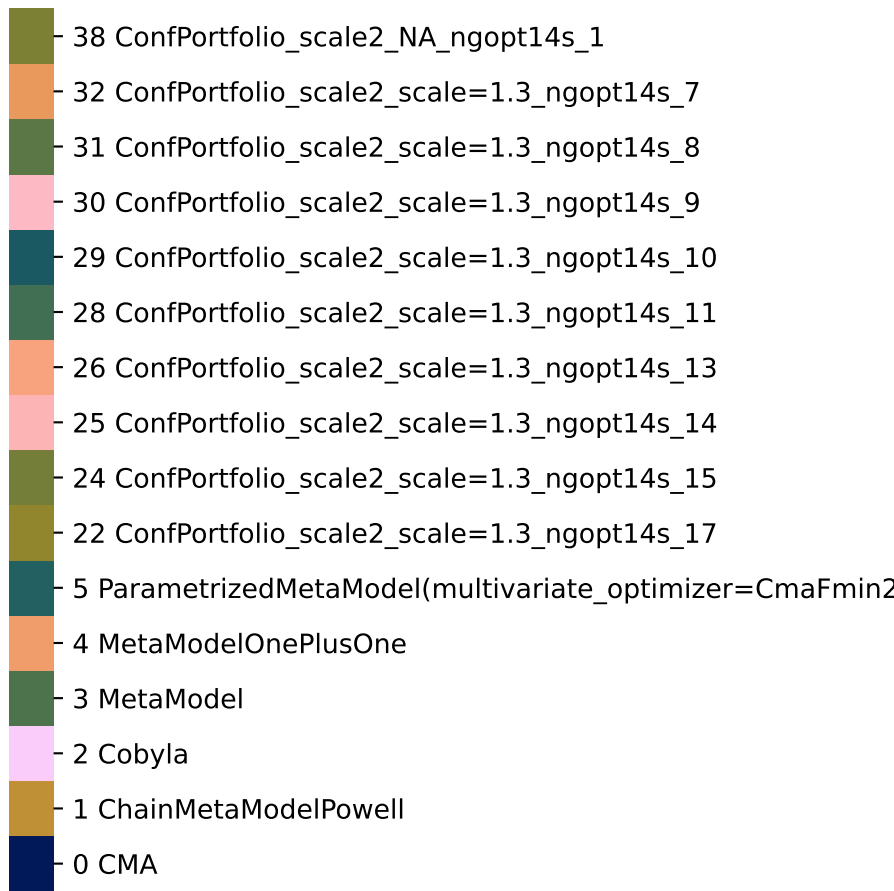 38 ConfPortfolio_scale2_NA_ngopt14s_1
32 ConfPortfolio_scale2_scale=1.3_ngopt14s_7
31 ConfPortfolio_scale2_scale=1.3_ngopt14s_8
30 ConfPortfolio_scale2_scale=1.3_ngopt14s_9
29 ConfPortfolio_scale2_scale=1.3_ngopt14s_10
28 ConfPortfolio_scale2_scale=1.3_ngopt14s_11
26 ConfPortfolio_scale2_scale=1.3_ngopt14s_13
25 ConfPortfolio_scale2_scale=1.3_ngopt14s_14
24 ConfPortfolio_scale2_scale=1.3_ngopt14s_15
22 ConfPortfolio_scale2_scale=1.3_ngopt14s_17
5 ParametrizedMetaModel(multivariate_optimizer=CmaFmin2
4 MetaModelOnePlusOne
3 MetaModel
2 Cobyla
1 ChainMetaModelPowell
0 CMA